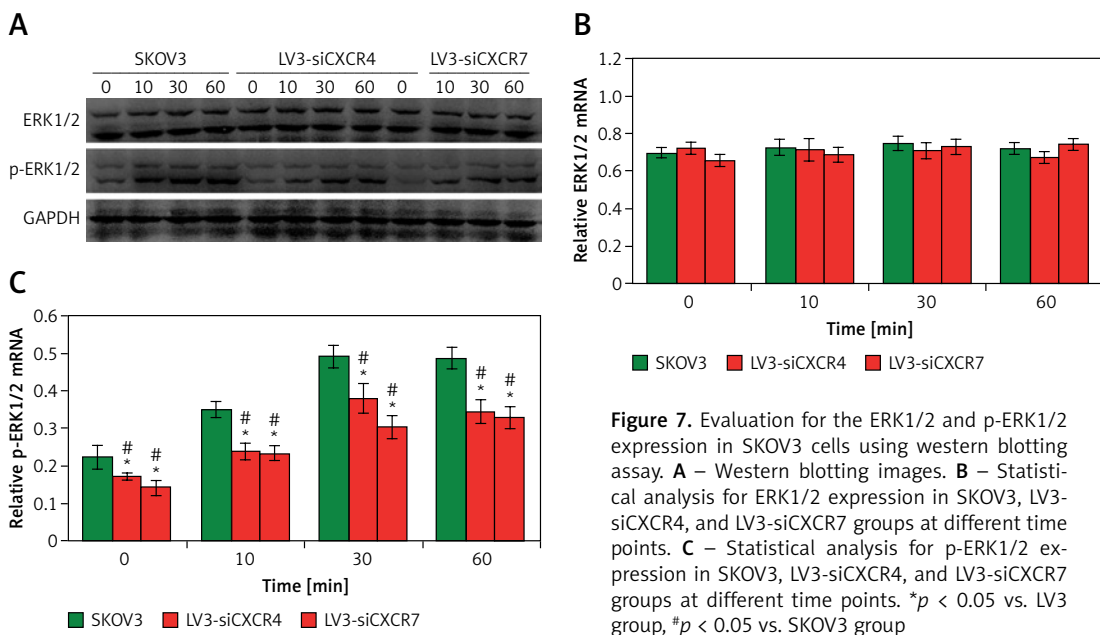 A
SKOV3 LV3-siCXCR4 LV3-siCXCR7
0 10 30 60 0 10 30 60 0 10 30 60
ERK1/2
p-ERK1/2
GAPDH
B
Relative ERK1/2 mRNA
1.2
1.0
0.8
0.6
0.4
0.2
0
0 10 30 60
Time [min]
SKOV3 LV3-siCXCR4 LV3-siCXCR7
C
Relative p-ERK1/2 mRNA
0.6
0.5
0.4
0.3
0.2
0.1
0
# * # * # * # * # * # * # * # *
0 10 30 60
Time [min]
SKOV3 LV3-siCXCR4 LV3-siCXCR7
Figure 7. Evaluation for the ERK1/2 and p-ERK1/2
expression in SKOV3 cells using western blotting
assay. A – Western blotting images. B – Statisti-
cal analysis for ERK1/2 expression in SKOV3, LV3-
siCXCR4, and LV3-siCXCR7 groups at different time
points. C – Statistical analysis for p-ERK1/2 ex-
pression in SKOV3, LV3-siCXCR4, and LV3-siCXCR7
groups at different time points. *p < 0.05 vs. LV3
group, #p < 0.05 vs. SKOV3 group